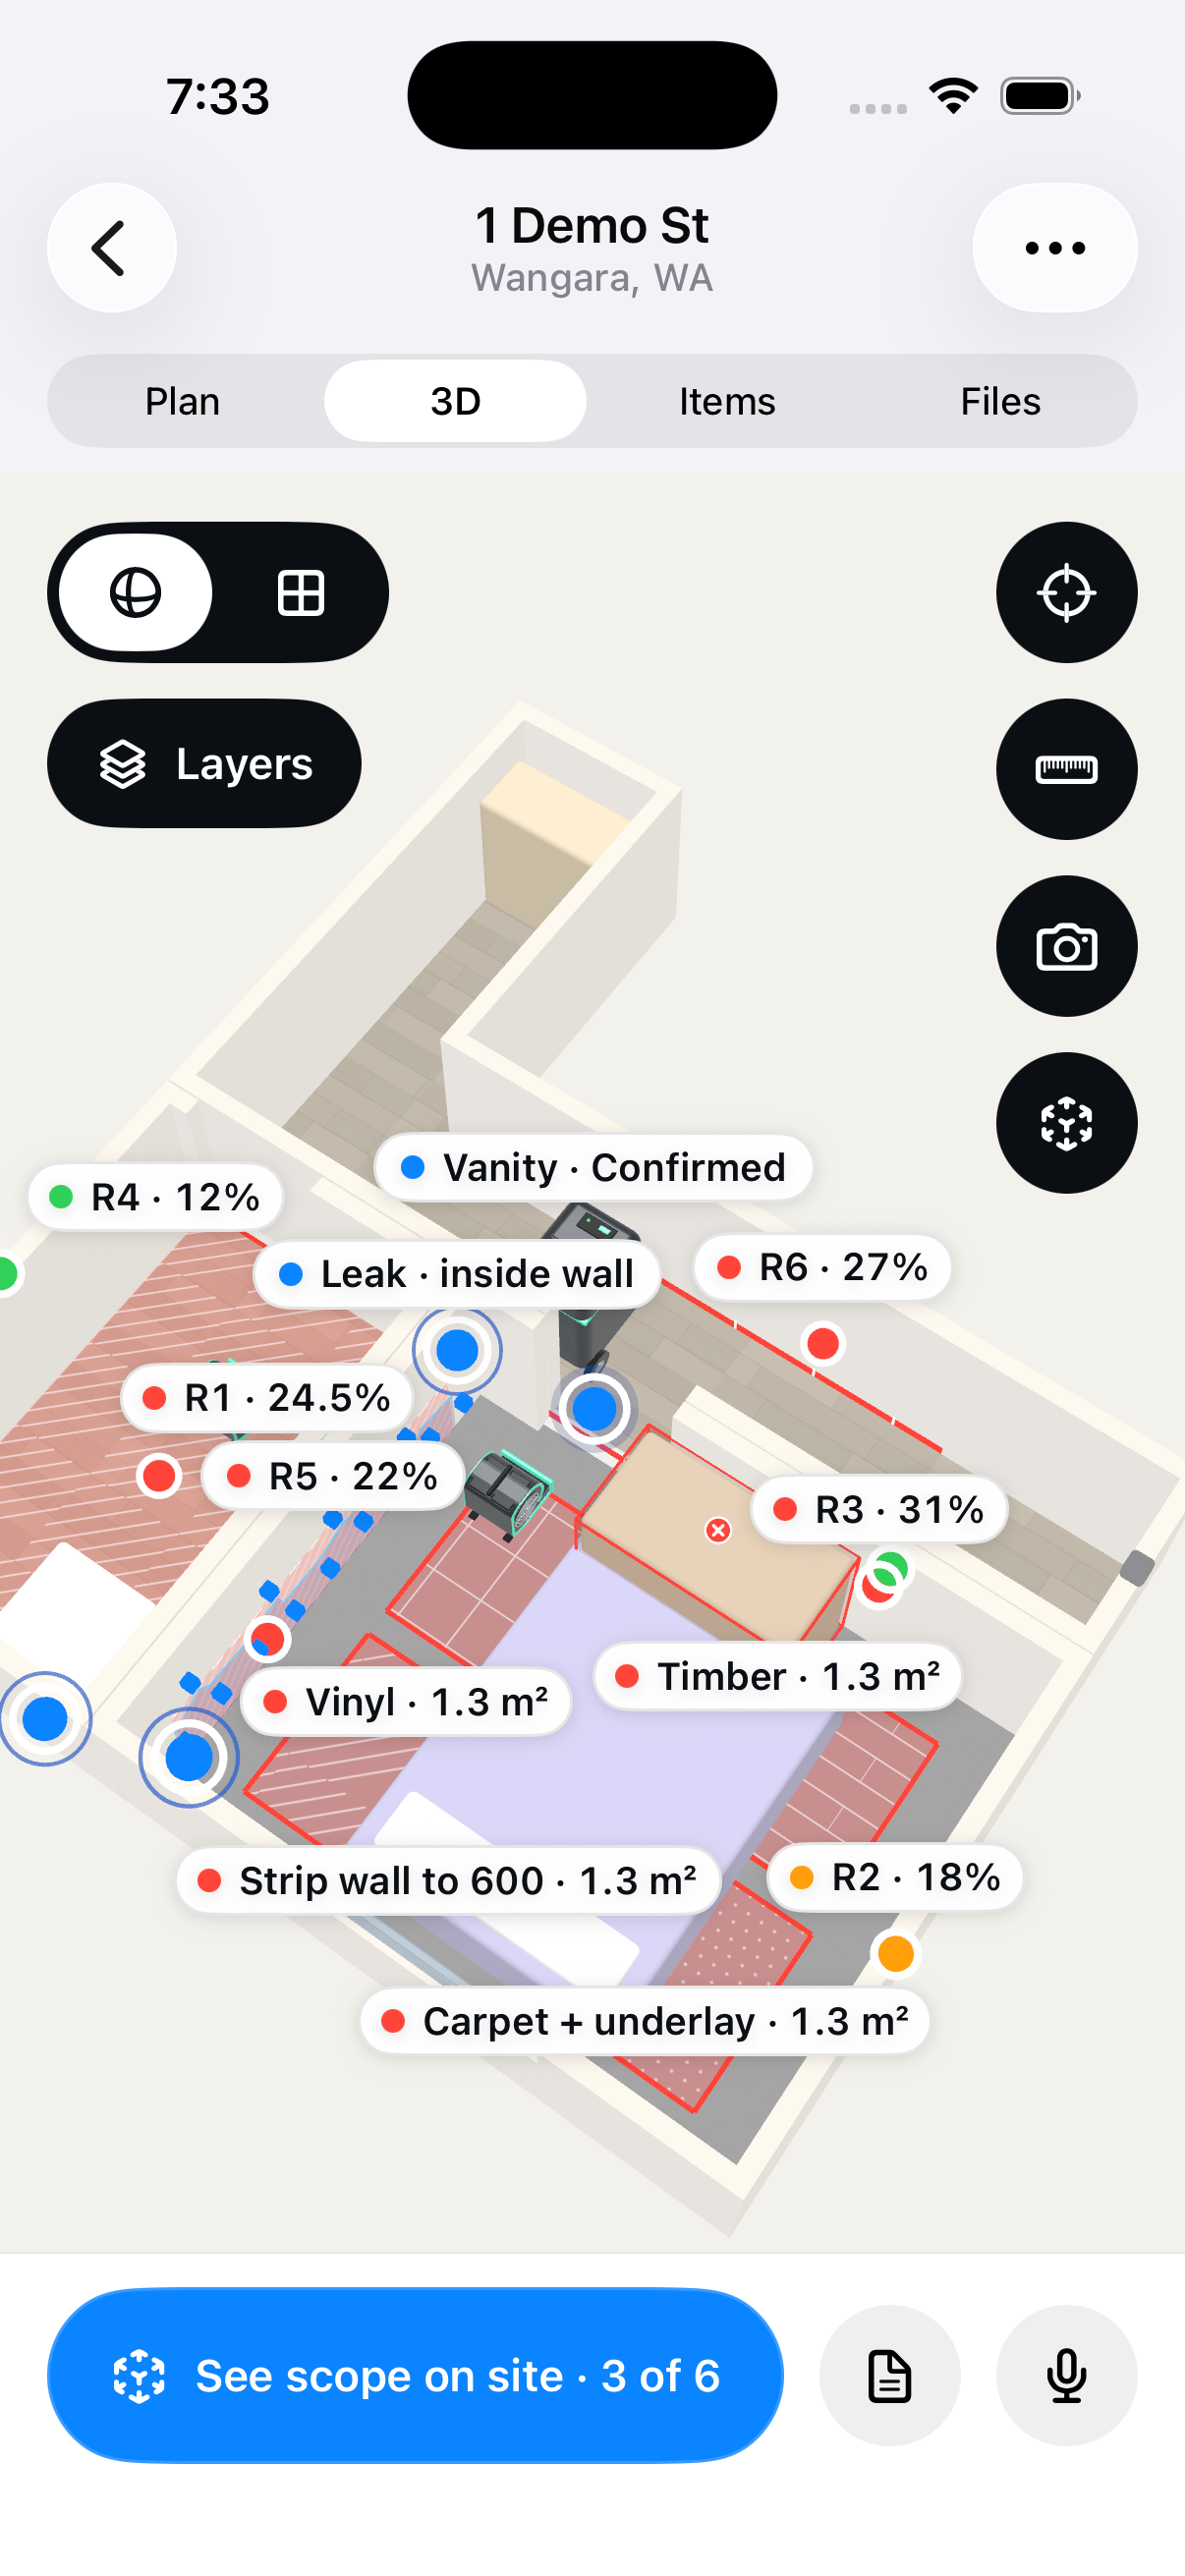 7:33
1 Demo St
Wangara, WA
Plan
3D
Items
Files
Layers
Vanity · Confirmed
R4 · 12%
Leak · inside wall
R6 · 27%
R1 · 24.5%
R5 · 22%
R3 · 31%
Timber · 1.3 m²
Vinyl · 1.3 m²
Strip wall to 600 · 1.3 m²
R2 · 18%
Carpet + underlay · 1.3 m²
See scope on site · 3 of 6